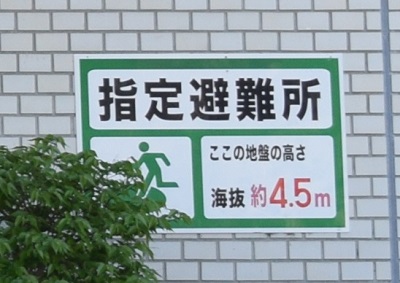 指定避難所
ここの地盤の高さ
海抜 約4.5m